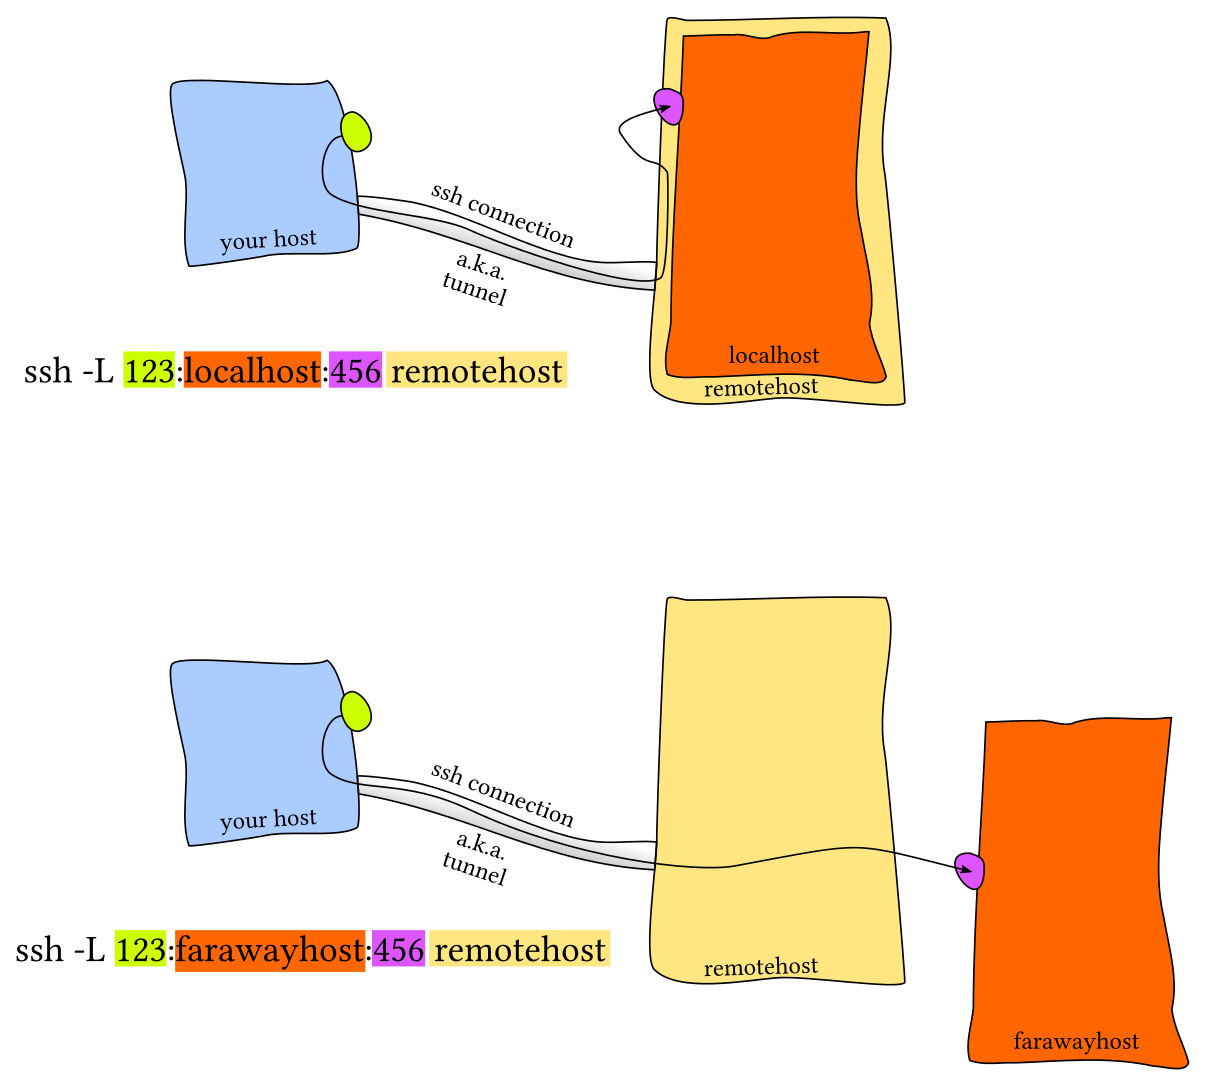 your host
ssh connection
a.k.a.
tunnel
localhost
remotehost
ssh -L 123:localhost:456 remotehost
your host
ssh connection
a.k.a.
tunnel
remotehost
farawayhost
ssh -L 123:farawayhost:456 remotehost